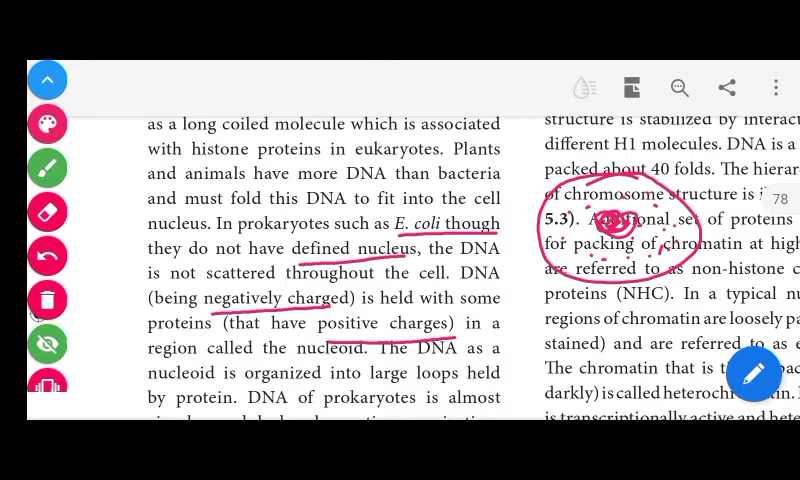 as a long coiled molecule which is associated
with histone proteins in eukaryotes. Plants
and animals have more DNA than bacteria
and must fold this DNA to fit into the cell
nucleus. In prokaryotes such as E. coli though
they do not have defined nucleus, the DNA
is not scattered throughout the cell. DNA
(being negatively charged) is held with some
proteins (that have positive charges) in a
region called the nucleoid. The DNA as a
nucleoid is organized into large loops held
by protein. DNA of prokaryotes is almost
structure is stabilized by interac
different H1 molecules. DNA is a
packed about 40 folds. The hierar
of chromosome structure is i
5.3). Additional set of proteins
for packing of chromatin at high
are referred to as non-histone c
proteins (NHC). In a typical nu
regions of chromatin are loosely pa
stained) and are referred to as e
The chromatin that is t
darkly) is called heterochr
is transcriptionally active and hete
78